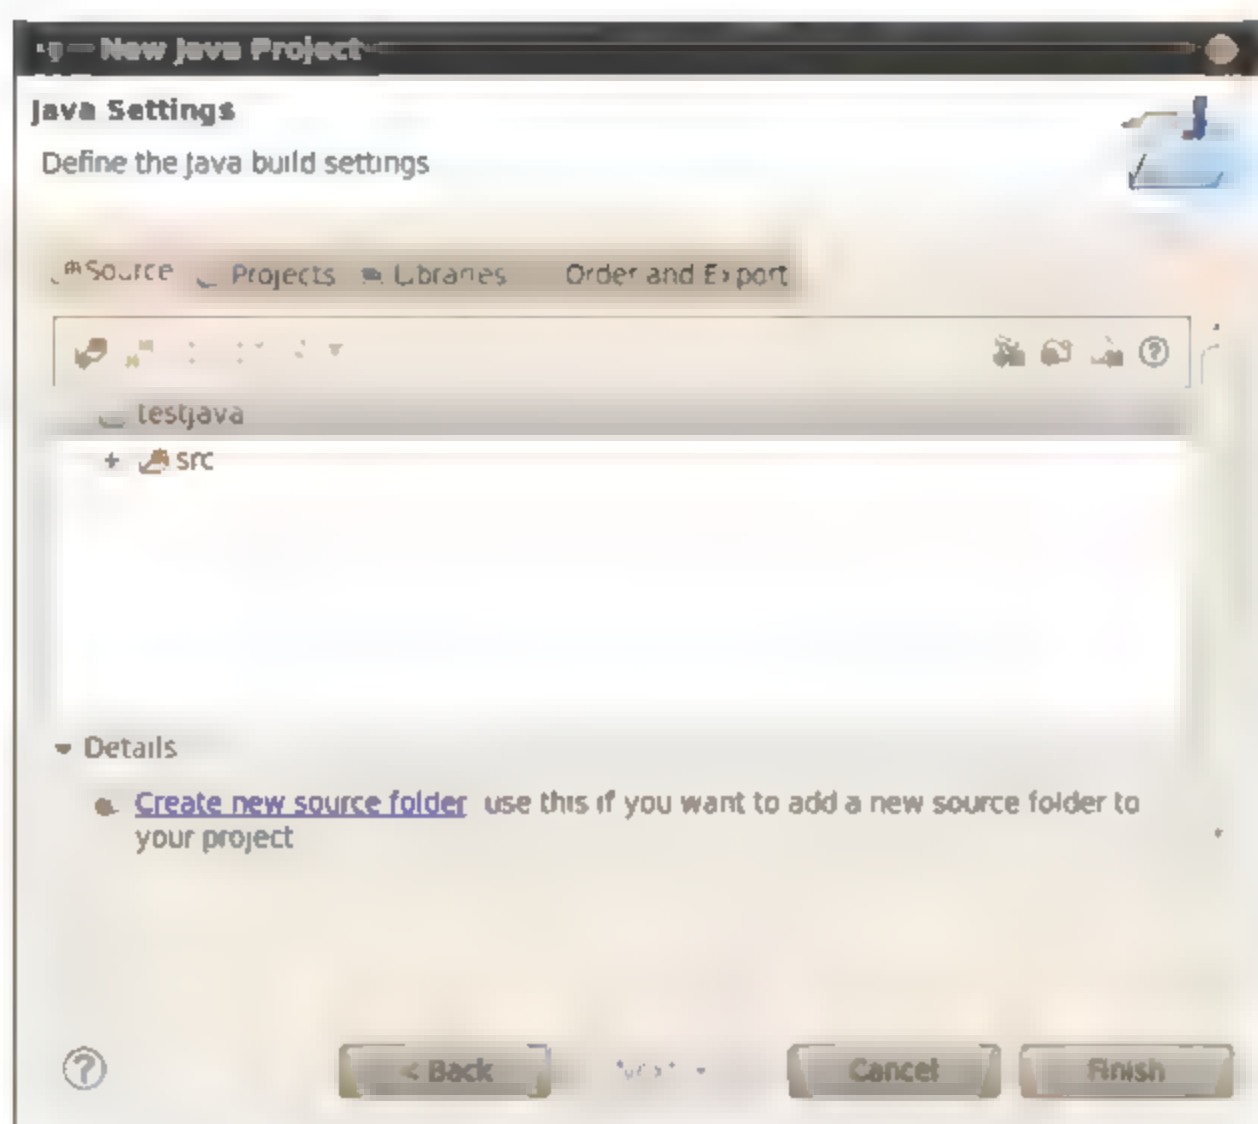 New Java Project
Java Settings
Define the Java build settings
Source Projects Libraries Order and Export
testjava
src
Details
Create new source folder use this if you want to add a new source folder to
your project
< Back Cancel Finish